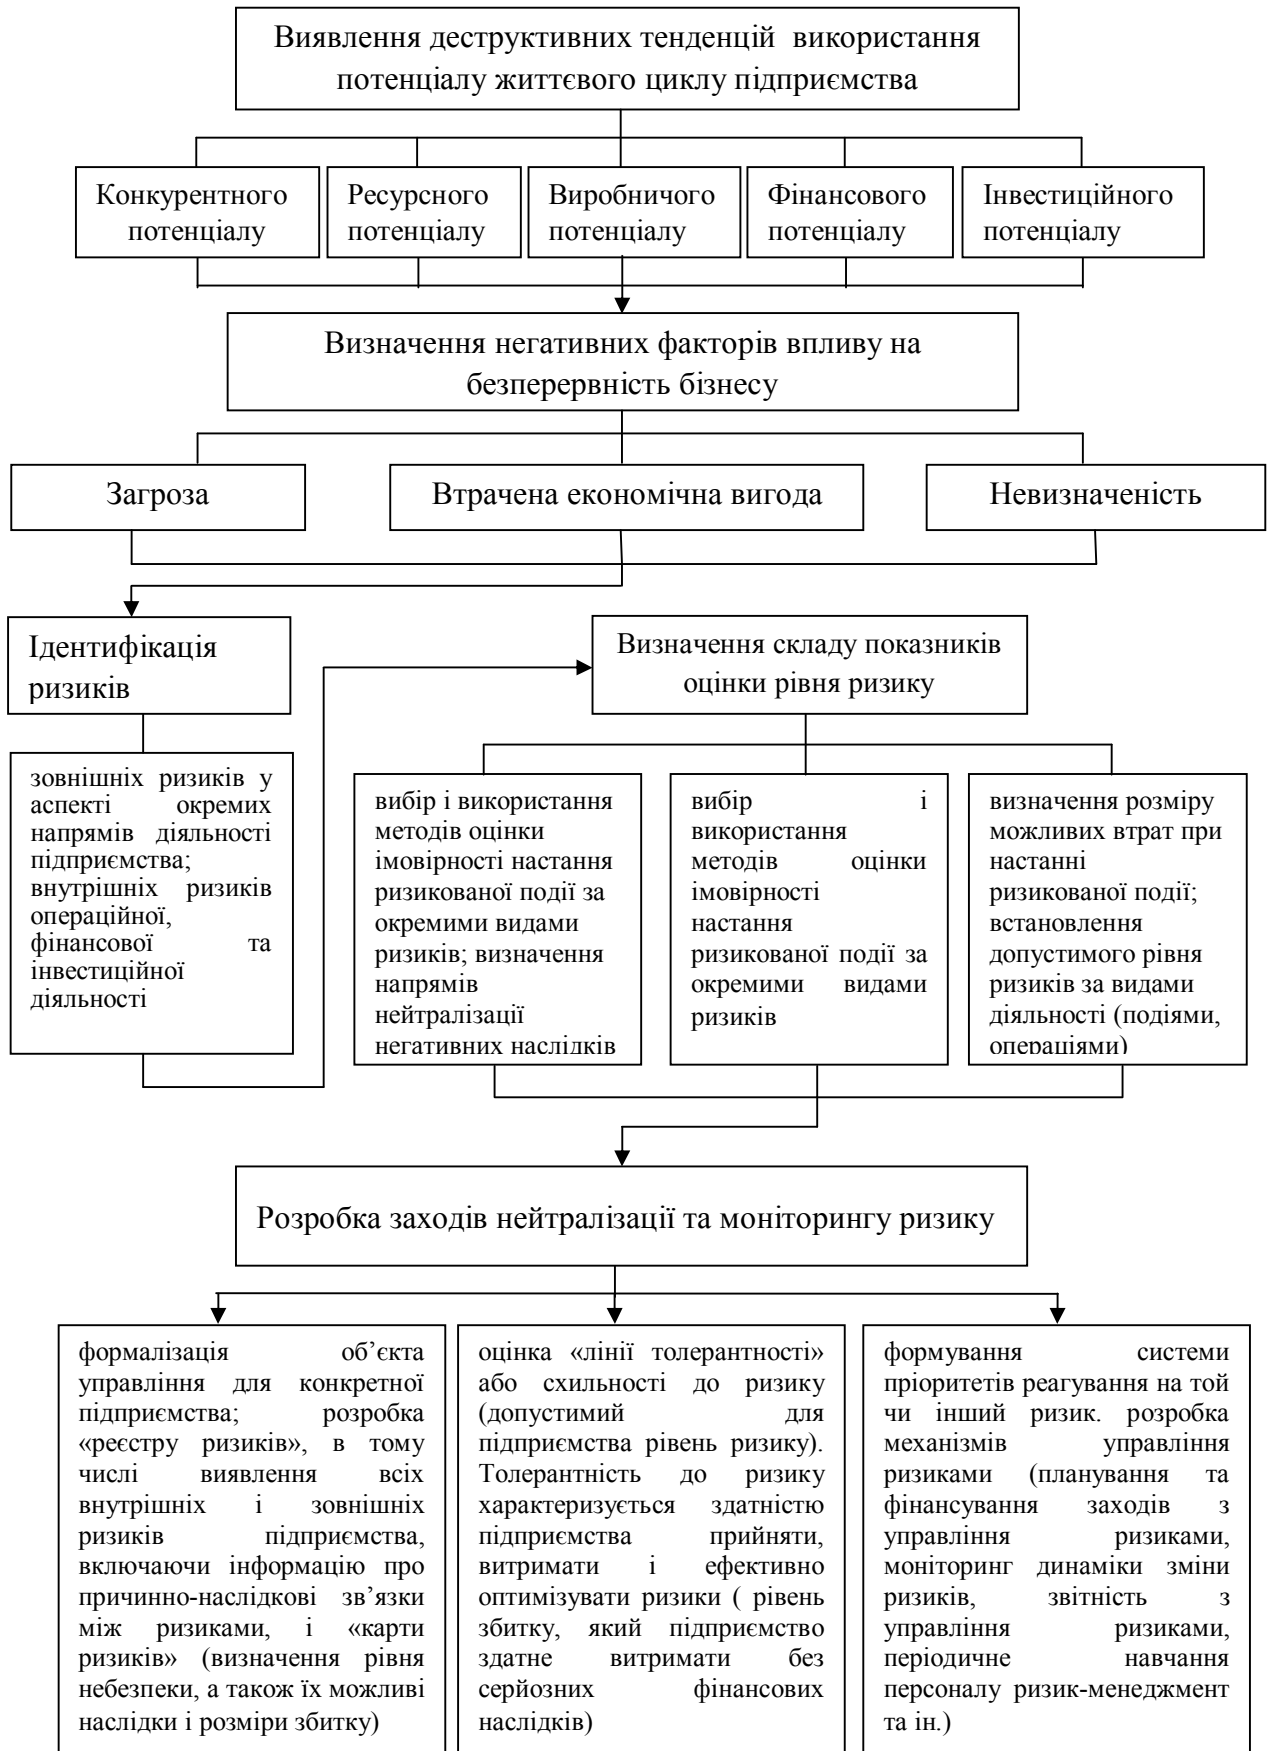 Виявлення деструктивних тенденцій використання
потенціалу життєвого циклу підприємства
Конкурентного
потенціалу
Ресурсного
потенціалу
Виробничого
потенціалу
Фінансового
потенціалу
Інвестиційного
потенціалу
Визначення негативних факторів впливу на
безперервність бізнесу
Загроза
Втрачена економічна вигода
Невизначеність
Ідентифікація
ризиків
Визначення складу показників
оцінки рівня ризику
зовнішніх ризиків у
аспекті окремих
напрямів діяльності
підприємства;
внутрішніх ризиків
операційної,
фінансової та
інвестиційної
діяльності
вибір і використання
методів оцінки
імовірності настання
ризикованої події за
окремими видами
ризиків; визначення
напрямів
нейтралізації
негативних наслідків
вибір і
використання
методів оцінки
імовірності
настання
ризикованої події за
окремими видами
ризиків
визначення розміру
можливих втрат при
настанні
ризикованої події;
встановлення
допустимого рівня
ризиків за видами
діяльності (подіями,
операціями)
Розробка заходів нейтралізації та моніторингу ризику
формалізація об’єкта
управління для конкретної
підприємства; розробка
«реєстру ризиків», в тому
числі виявлення всіх
внутрішніх і зовнішніх
ризиків підприємства,
включаючи інформацію про
причинно-наслідкові зв’язки
між ризиками, і «карти
ризиків» (визначення рівня
небезпеки, а також їх можливі
наслідки і розміри збитку)
оцінка «лінії толерантності»
або схильності до ризику
(допустимий для
підприємства рівень ризику).
Толерантність до ризику
характеризується здатністю
підприємства прийняти,
витримати і ефективно
оптимізувати ризики ( рівень
збитку, який підприємство
здатне витримати без
серйозних фінансових
наслідків)
формування системи
пріоритетів реагування на той
чи інший ризик. розробка
механізмів управління
ризиками (планування та
фінансування заходів з
управління ризиками,
моніторинг динаміки зміни
ризиків, звітність з
управління ризиками,
періодичне навчання
персоналу ризик-менеджмент
та ін.)